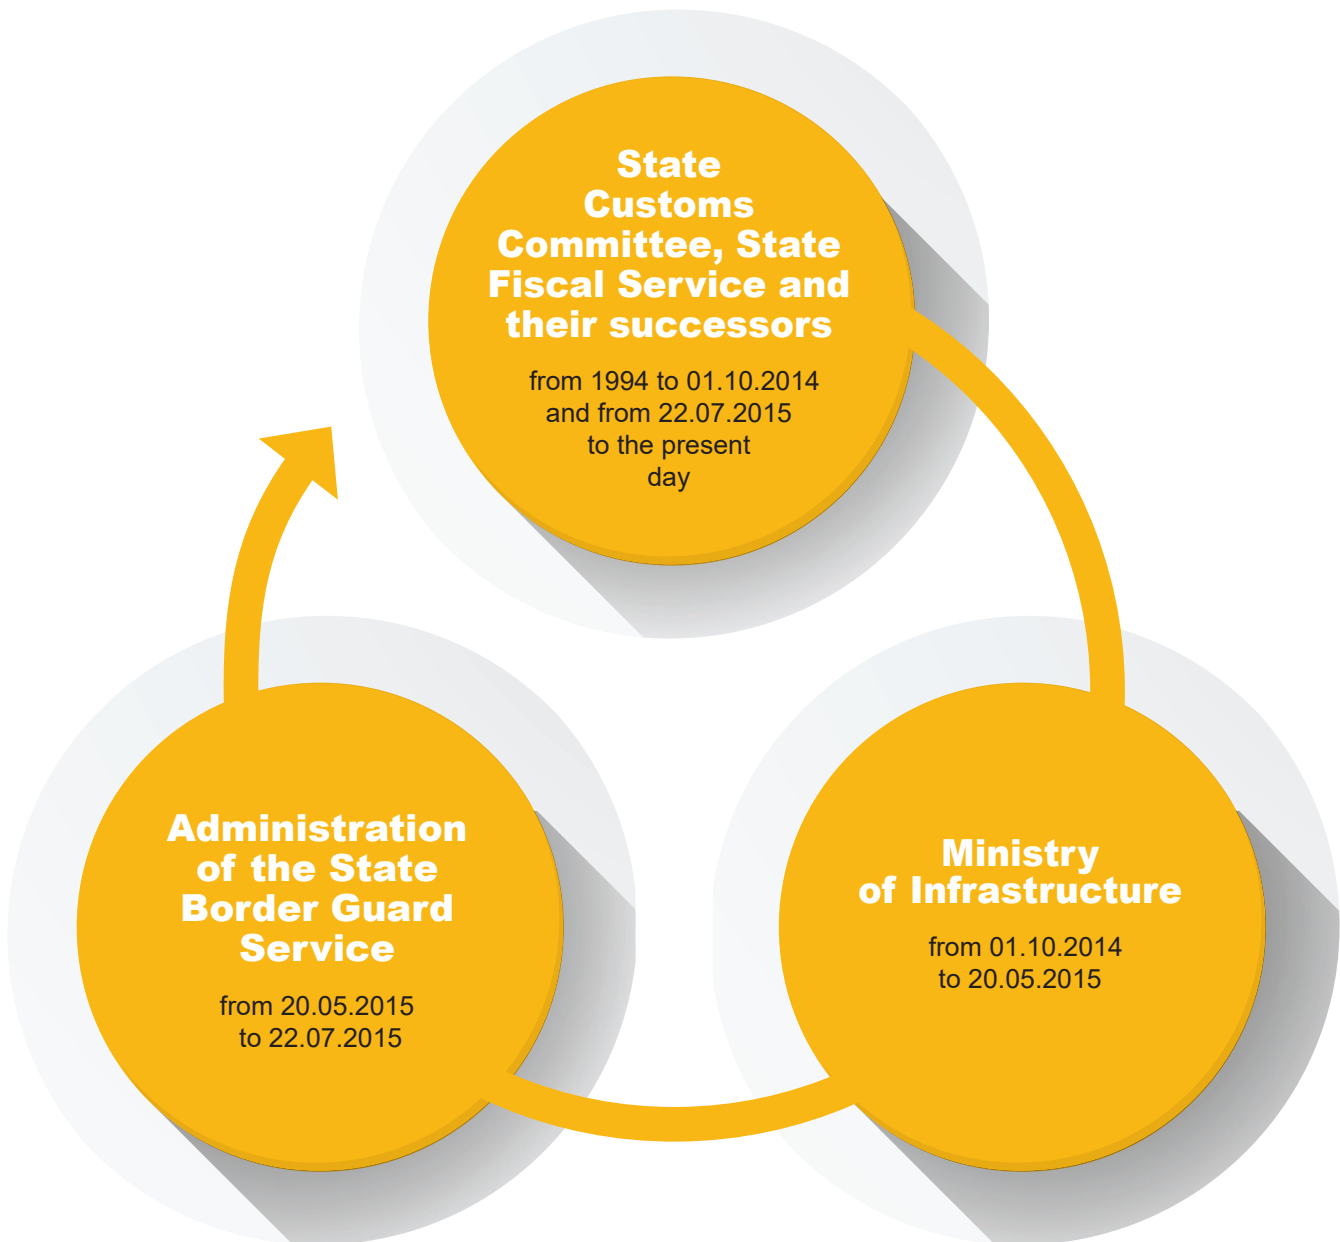 State
Customs
Committee, State
Fiscal Service and
their successors
from 1994 to 01.10.2014
and from 22.07.2015
to the present
day
Administration
of the State
Border Guard
Service
from 20.05.2015
to 22.07.2015
Ministry
of Infrastructure
from 01.10.2014
to 20.05.2015